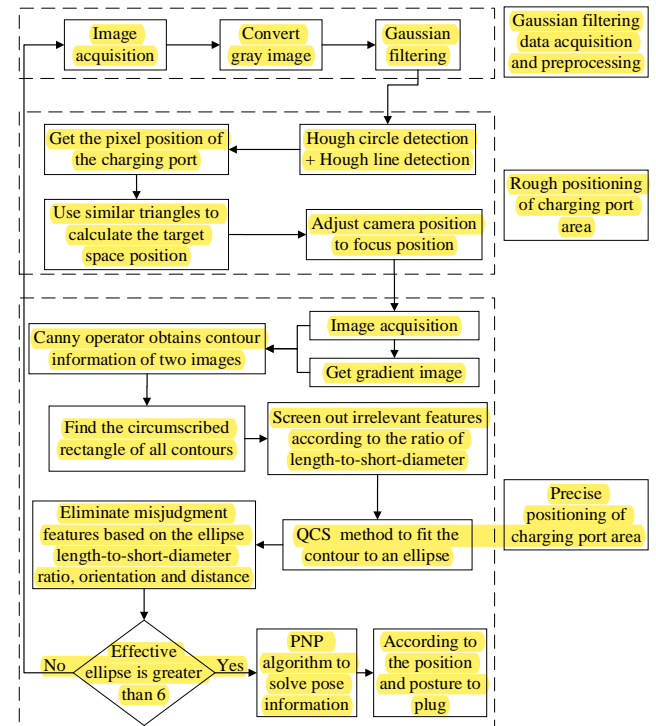 Image
acquisition
Convert
gray image
Gaussian
filtering
Gaussian filtering
data acquisition
and preprocessing
Get the pixel position of
the charging port
Hough circle detection
+ Hough line detection
Use similar triangles to
calculate the target
space position
Adjust camera position
to focus position
Rough positioning
of charging port
area
Image acquisition
Get gradient image
Canny operator obtains contour
information of two images
Find the circumscribed
rectangle of all contours
Screen out irrelevant features
according to the ratio of
length-to-short-diameter
Eliminate misjudgment
features based on the ellipse
length-to-short-diameter
ratio, orientation and distance
QCS method to fit the
contour to an ellipse
Precise
positioning of
charging port area
No
Effective
ellipse is greater
than 6
Yes
PNP
algorithm to
solve pose
information
According to
the position
and posture to
plug